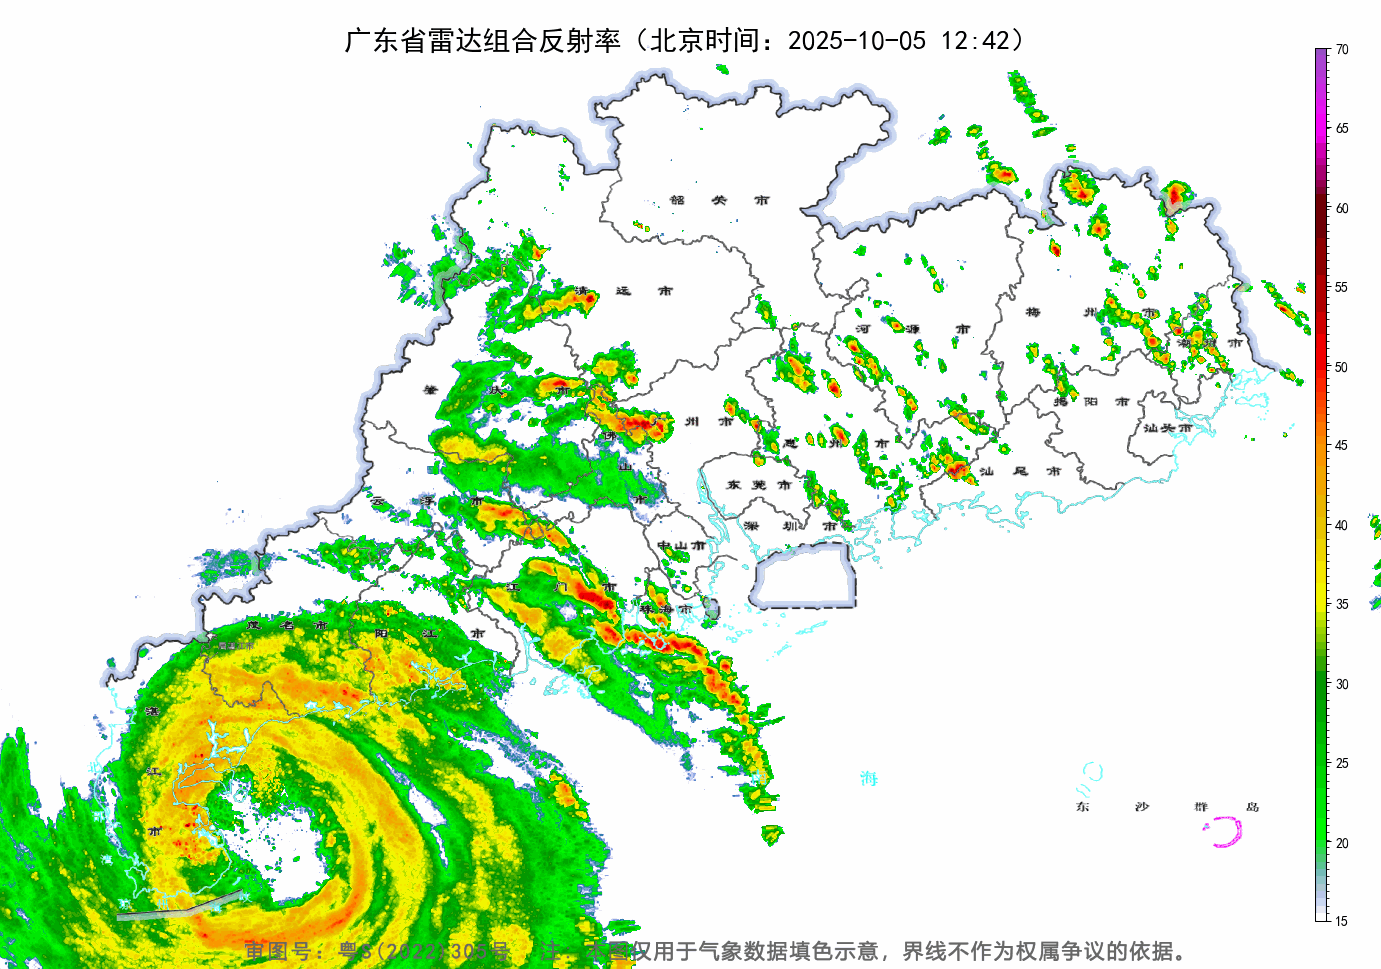 广东省雷达组合反射率（北京时间：2025-10-05 12:42）
70
65
60
55
50
45
40
35
30
25
20
15
韶 关 市
清 远 市
河 源 市
梅 州 市
潮 州 市
肇 庆 市
揭 阳 市
汕头市
广 州 市
佛 山 市
惠 州 市
东 莞 市
汕 尾 市
云 浮 市
深 圳 市
中山市
江 门 市
珠 海 市
茂 名 市
阳 江 市
湛 江 市
海
东 沙 群 岛
审图号：粤S(2022)305号 注：本图仅用于气象数据填色示意，界线不作为权属争议的依据。